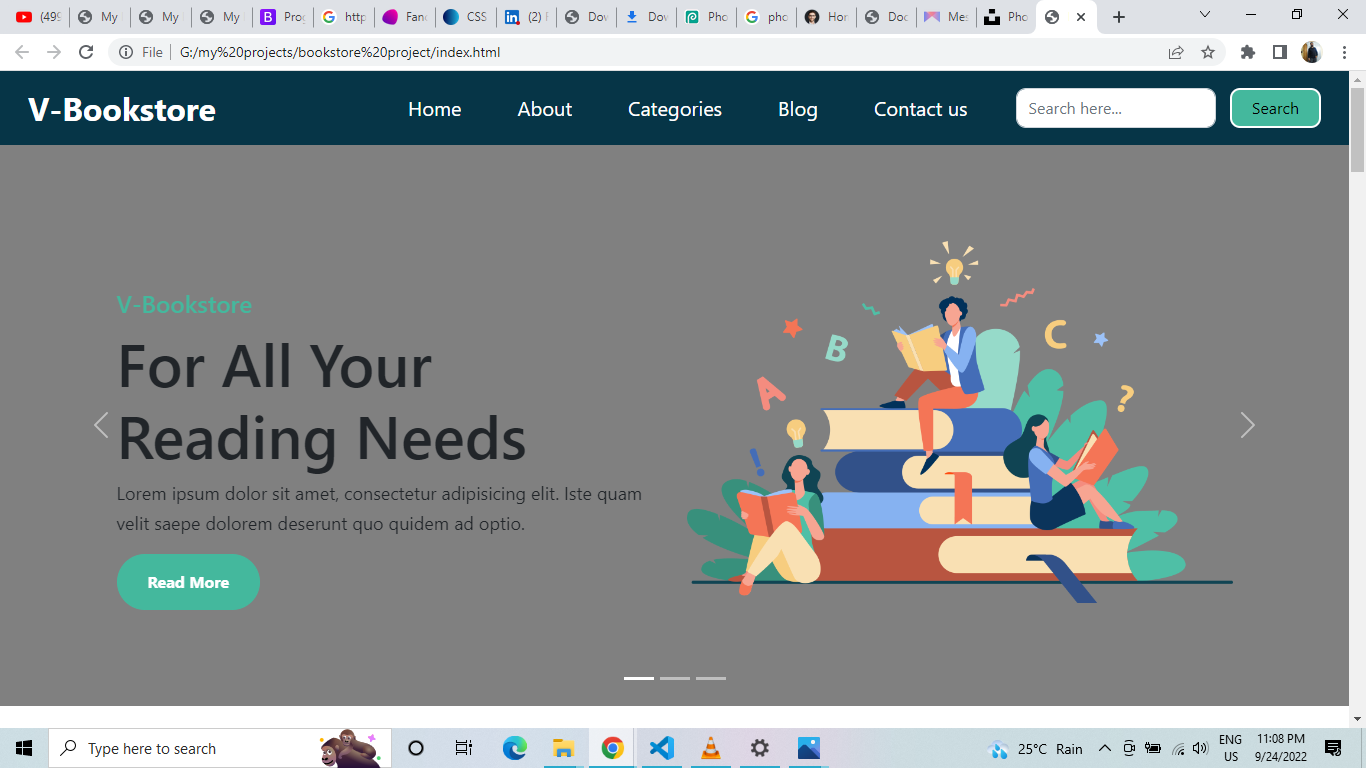 (499
My
My
My
Prog
http
Fand
CSS
(2) F
Dov
Dow
Pho
pho
Hor
Doc
Mes
Pho
File G:/my%20projects/bookstore%20project/index.html
V-Bookstore Home About Categories Blog Contact us Search here... Search
V-Bookstore
For All Your
Reading Needs
Lorem ipsum dolor sit amet, consectetur adipisicing elit. Iste quam
velit saepe dolorem deserunt quo quidem ad optio.
Read More
A
B
C
?
!
Type here to search
25°C Rain
ENG
US
11:08 PM
9/24/2022